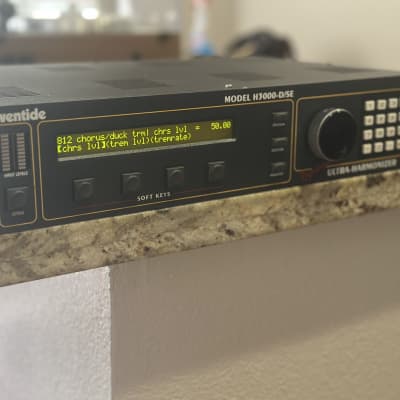 ventide
MODEL H3000-D/SE
812 chorus/duck trml chrs lvl = 50.00
[chrs lvl](treh lvl)(tremrate)
SOFT KEYS
ULTRA-HARMONIZER